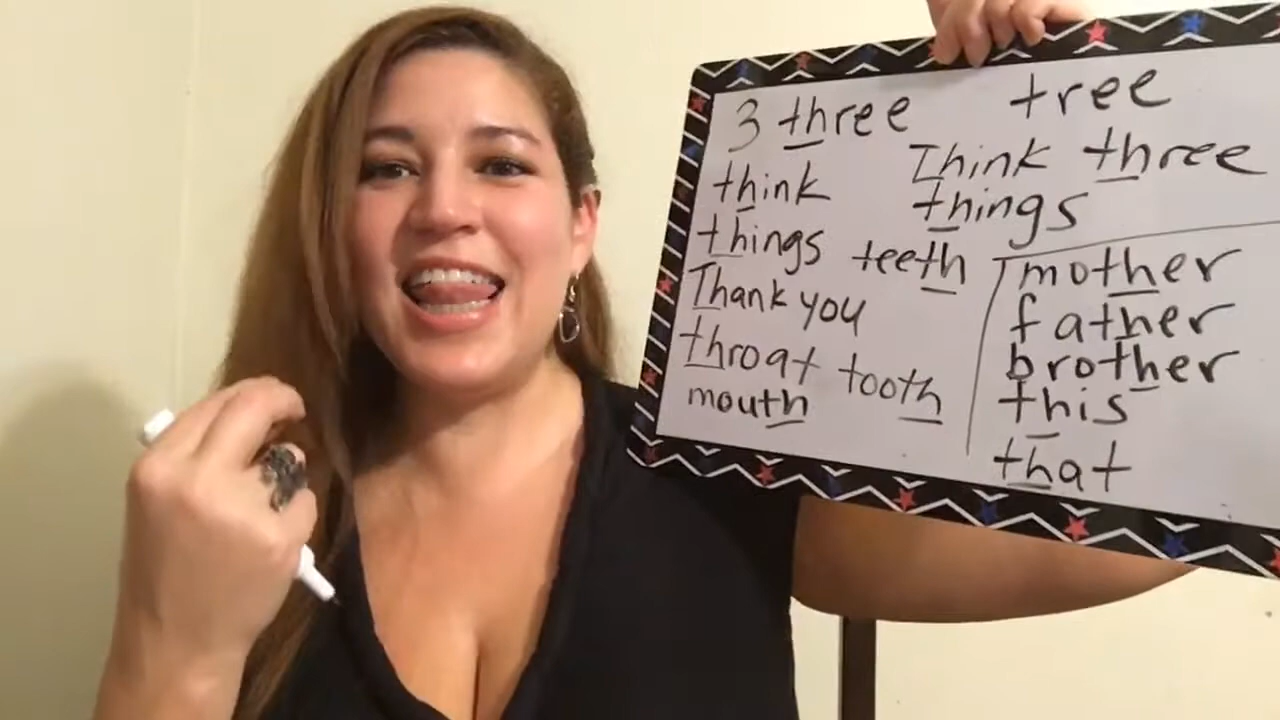 3 three tree
think
things teeth
Thank you
throat tooth
mouth
Think three
things
mother
father
brother
this
that